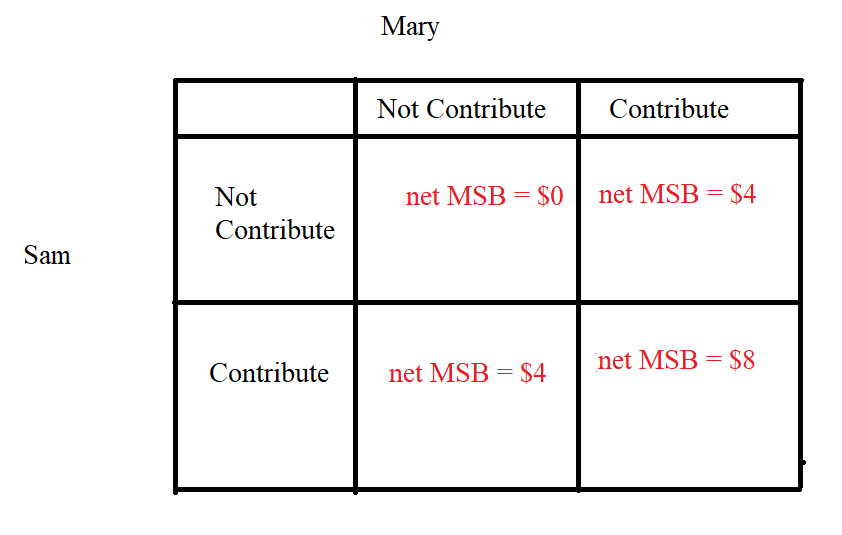 Mary
Not Contribute
Contribute
Not
Contribute
net MSB = $0
net MSB = $4
Sam
Contribute
net MSB = $4
net MSB = $8